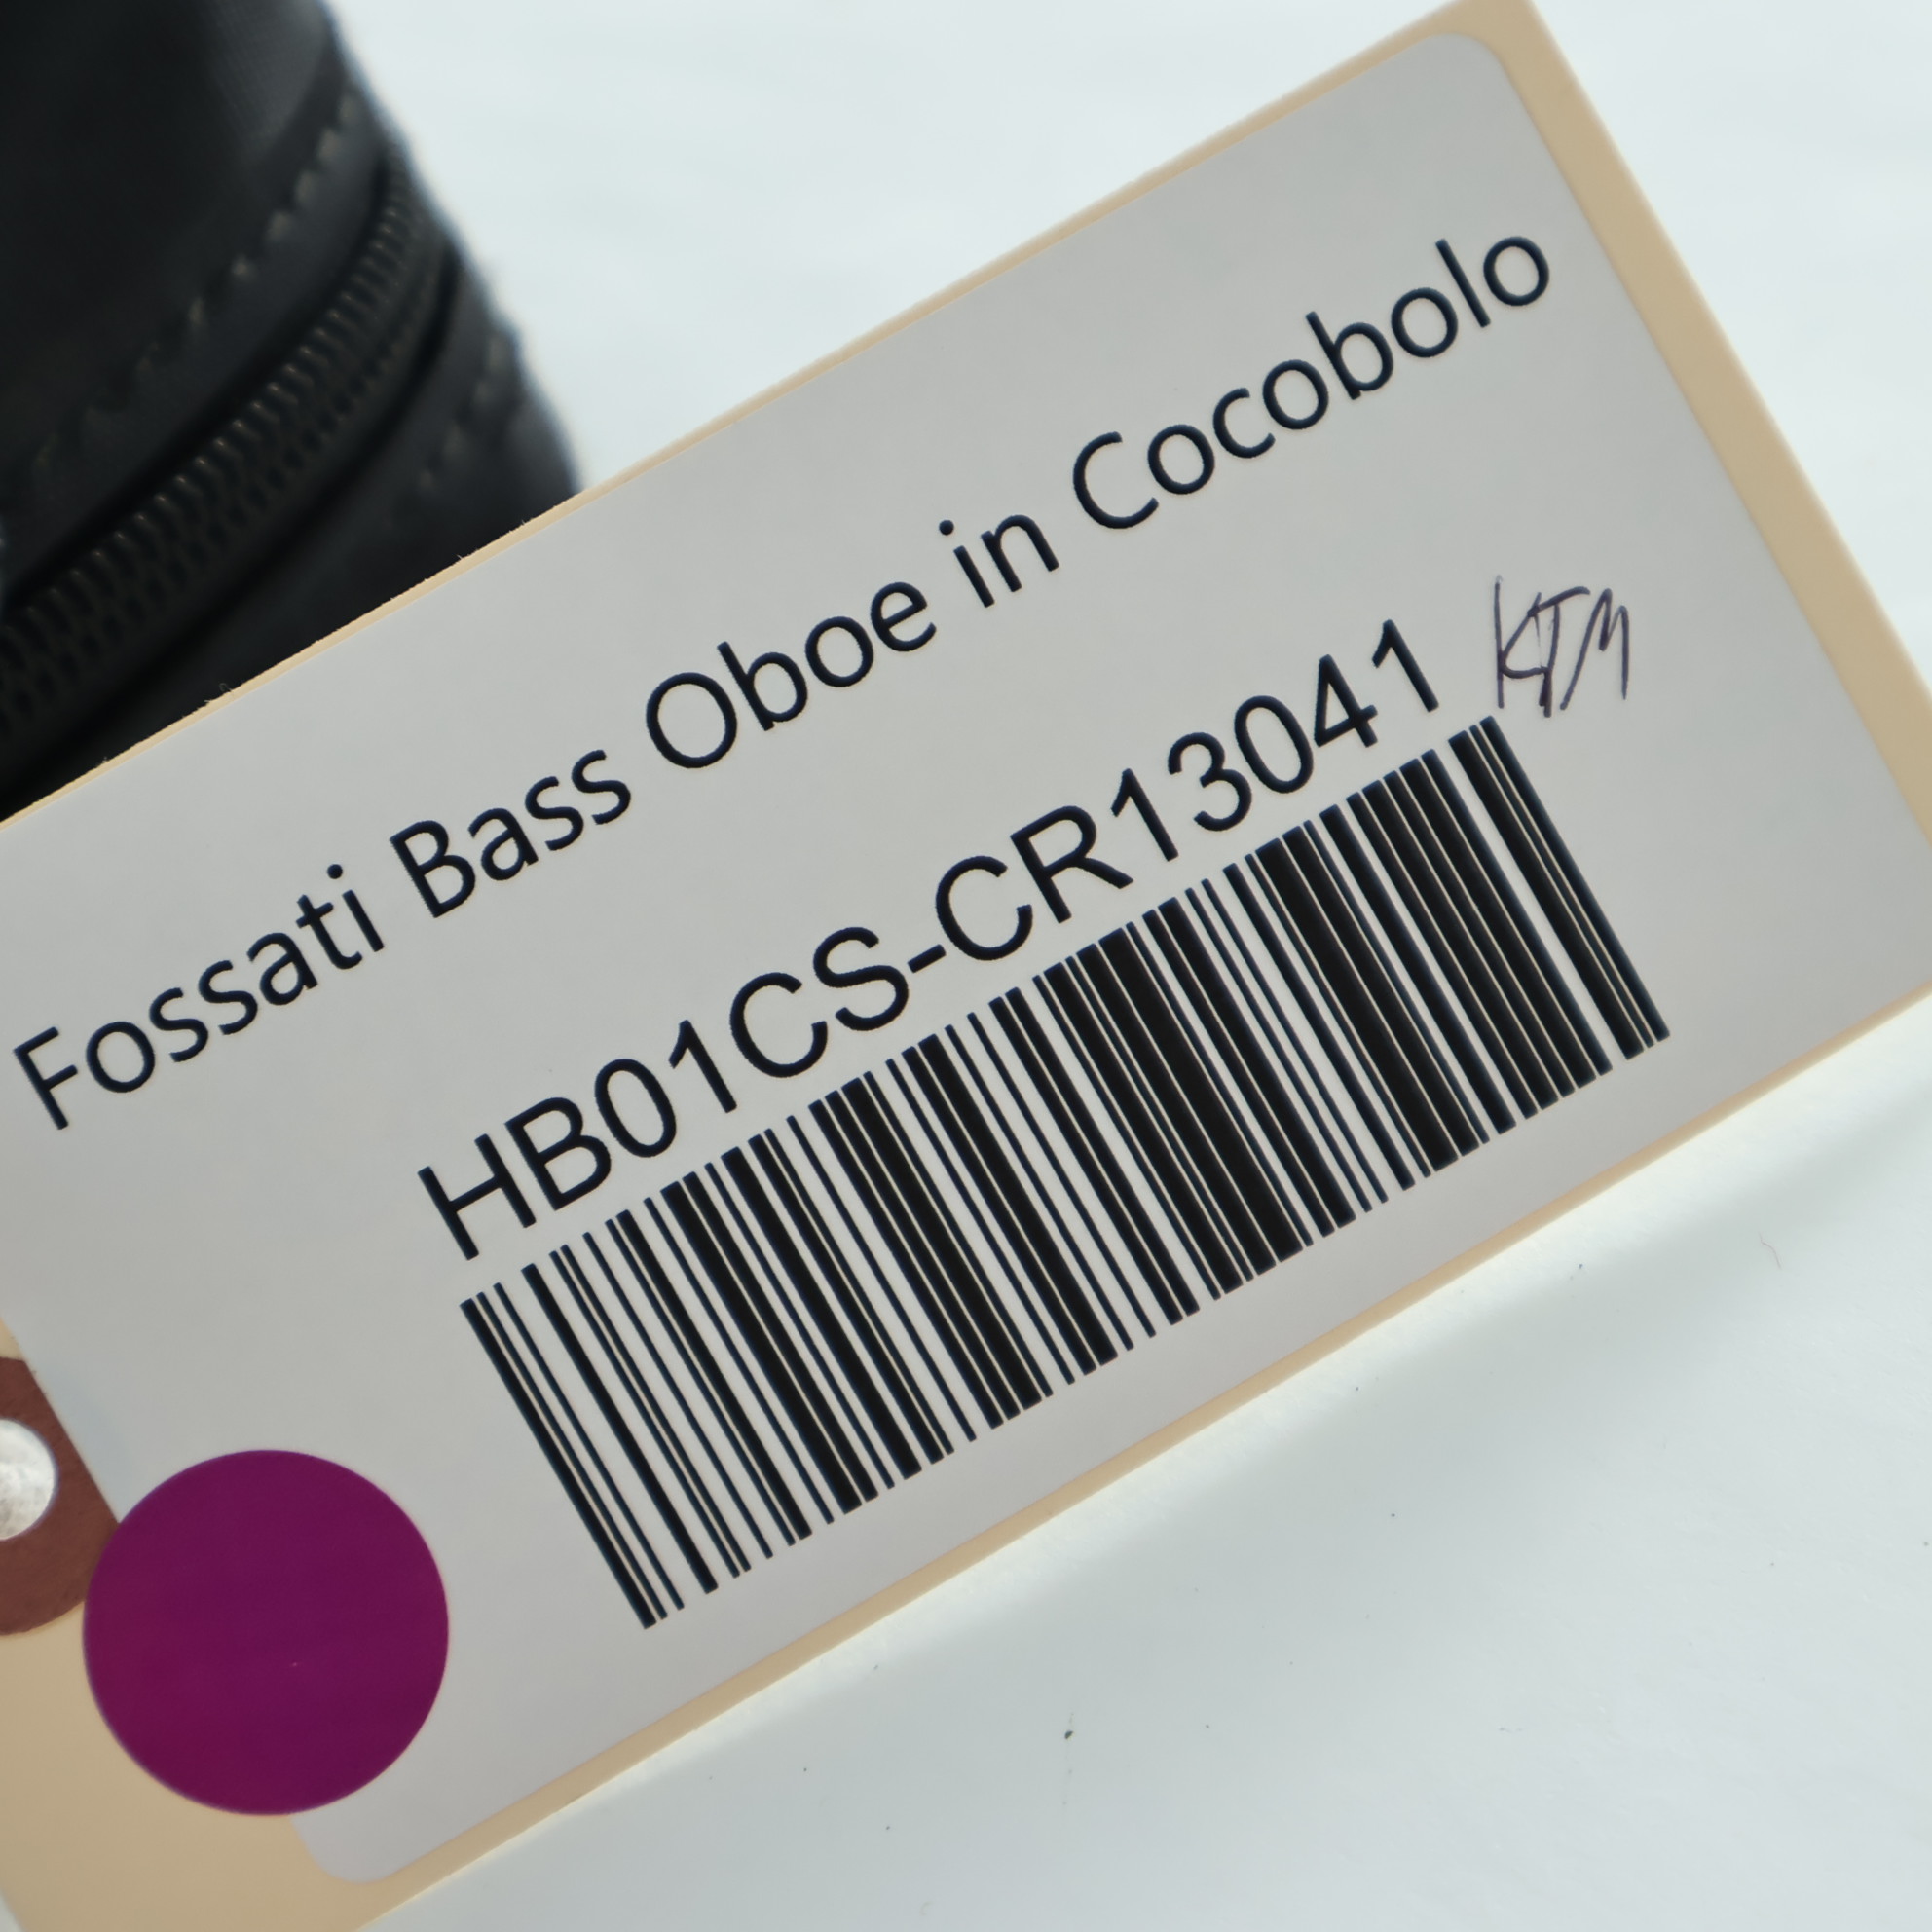 Fossati Bass Oboe in Cocobolo
HB01CS-CR13041 KTM